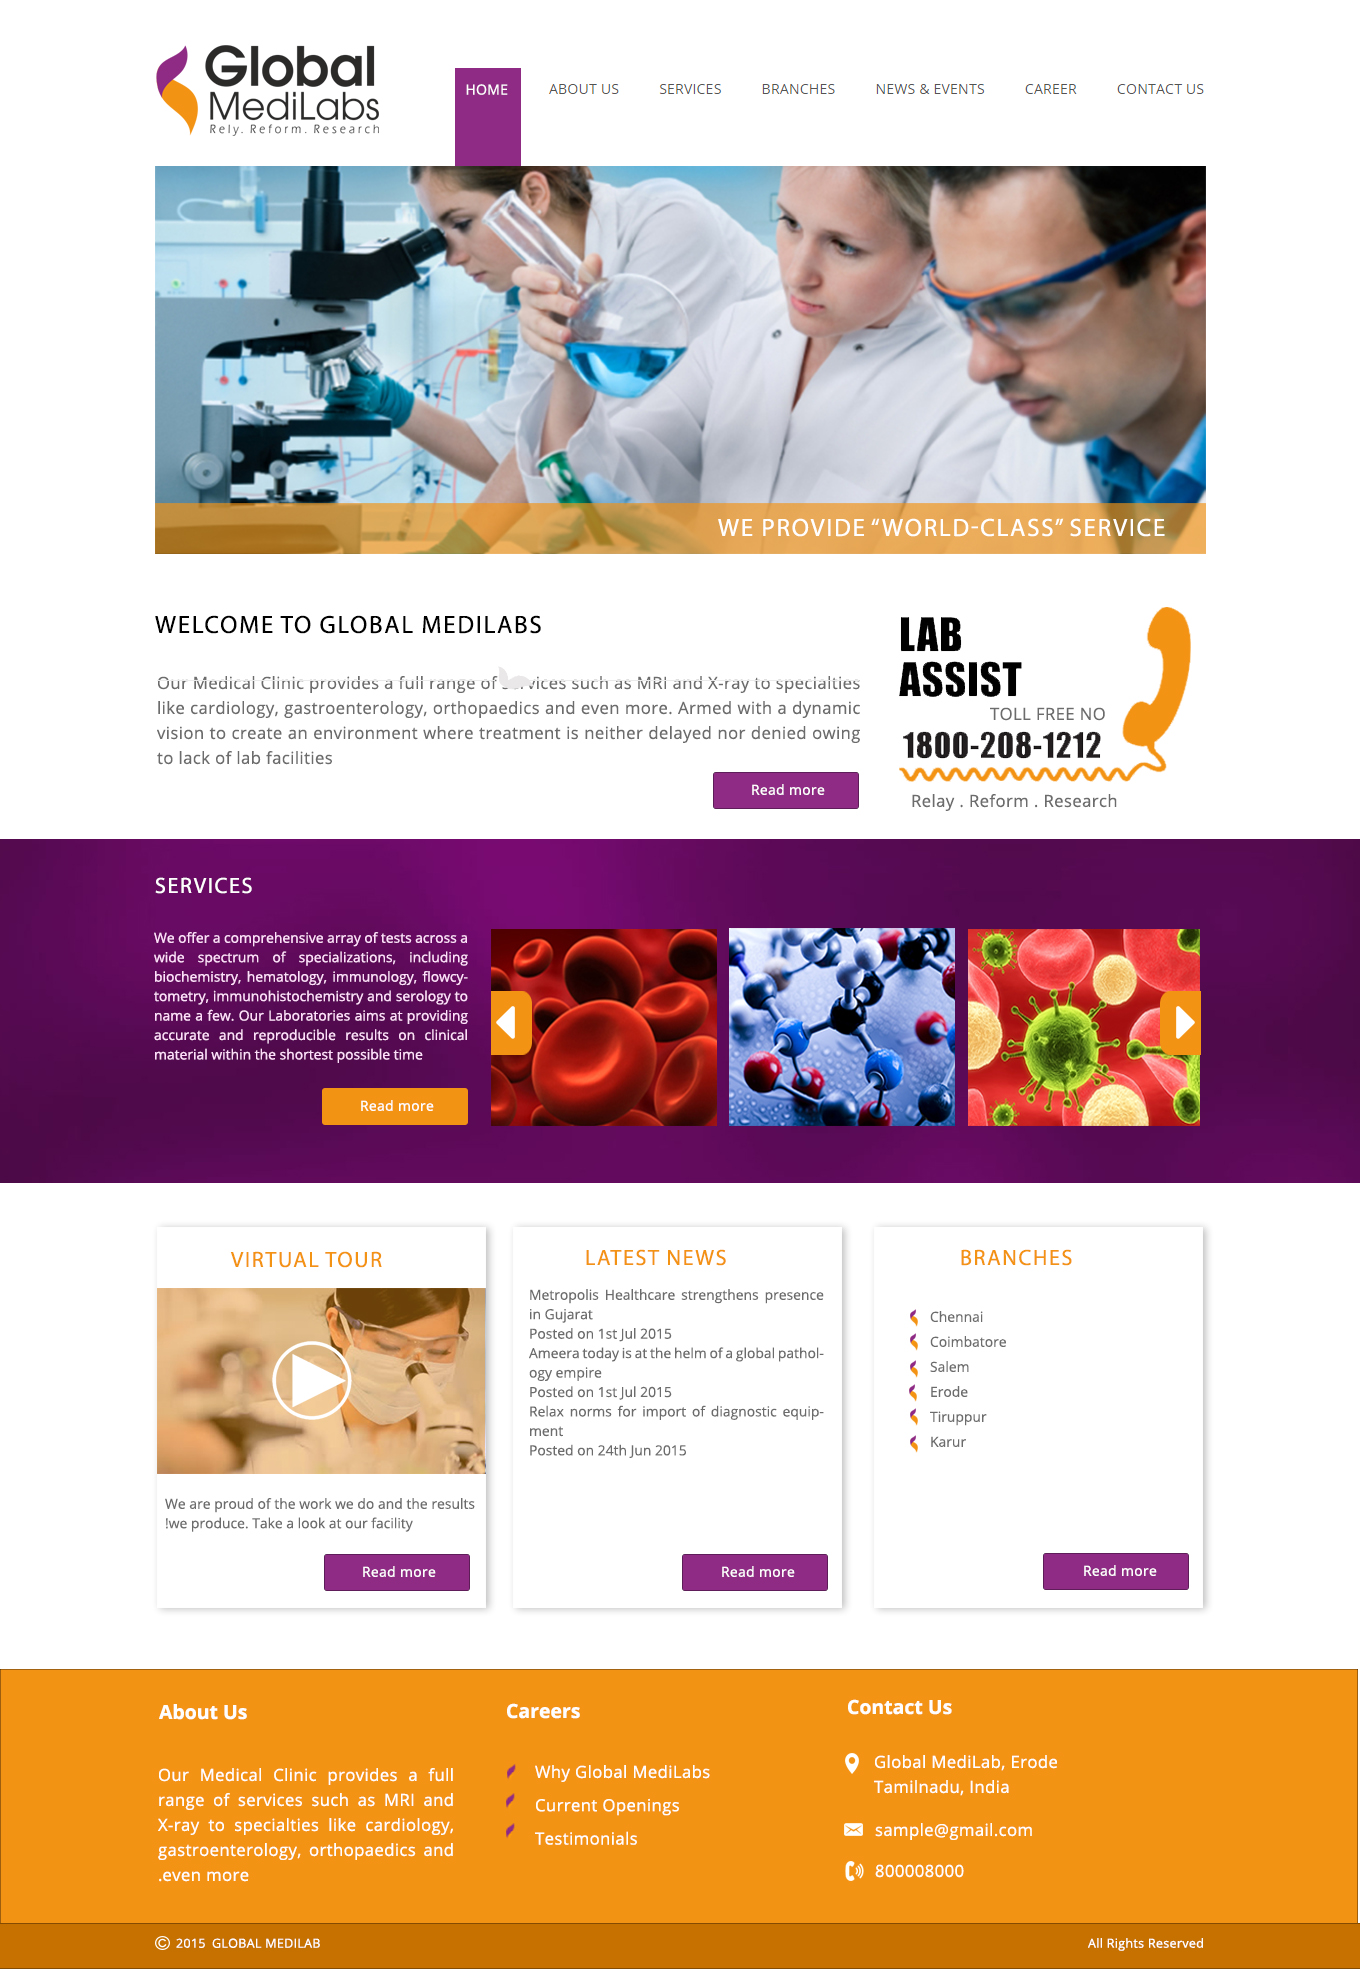 Global
MediLabs
Rely. Reform. Research
HOME
ABOUT US
SERVICES
BRANCHES
NEWS & EVENTS
CAREER
CONTACT US
WE PROVIDE “WORLD-CLASS” SERVICE
WELCOME TO GLOBAL MEDILABS
Our Medical Clinic provides a full range of services such as MRI and X-ray to specialties
like cardiology, gastroenterology, orthopaedics and even more. Armed with a dynamic
vision to create an environment where treatment is neither delayed nor denied owing
to lack of lab facilities
Read more
LAB
ASSIST
TOLL FREE NO
1800-208-1212
Relay . Reform . Research
SERVICES
We offer a comprehensive array of tests across a
wide spectrum of specializations, including
biochemistry, hematology, immunology, flowcy-
tometry, immunohistochemistry and serology to
name a few. Our Laboratories aims at providing
accurate and reproducible results on clinical
material within the shortest possible time
Read more
VIRTUAL TOUR
We are proud of the work we do and the results
!we produce. Take a look at our facility
Read more
LATEST NEWS
Metropolis Healthcare strengthens presence
in Gujarat
Posted on 1st Jul 2015
Ameera today is at the helm of a global pathol-
ogy empire
Posted on 1st Jul 2015
Relax norms for import of diagnostic equip-
ment
Posted on 24th Jun 2015
Read more
BRANCHES
Chennai
Coimbatore
Salem
Erode
Tiruppur
Karur
Read more
About Us
Our Medical Clinic provides a full
range of services such as MRI and
X-ray to specialties like cardiology,
gastroenterology, orthopaedics and
.even more
Careers
Why Global MediLabs
Current Openings
Testimonials
Contact Us
Global MediLab, Erode
Tamilnadu, India
sample@gmail.com
800008000
© 2015 GLOBAL MEDILAB
All Rights Reserved